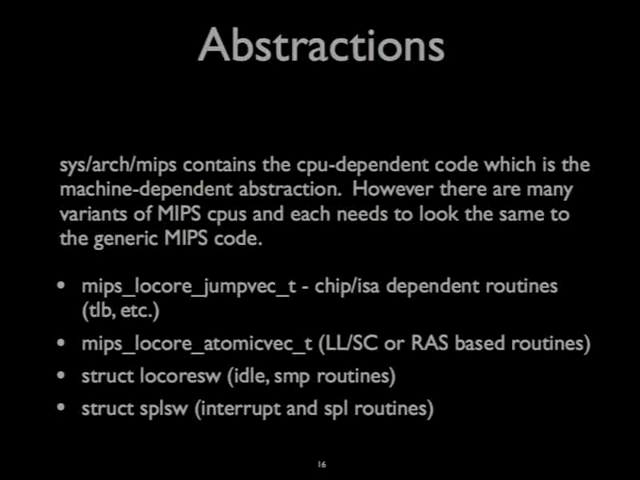 Abstractions
sys/arch/mips contains the cpu-dependent code which is the
machine-dependent abstraction. However there are many
variants of MIPS cpus and each needs to look the same to
the generic MIPS code.
• mips_locore_jumpvec_t - chip/isa dependent routines
(tlb, etc.)
• mips_locore_atomicvec_t (LL/SC or RAS based routines)
• struct locoresw (idle, smp routines)
• struct splsw (interrupt and spl routines)
16